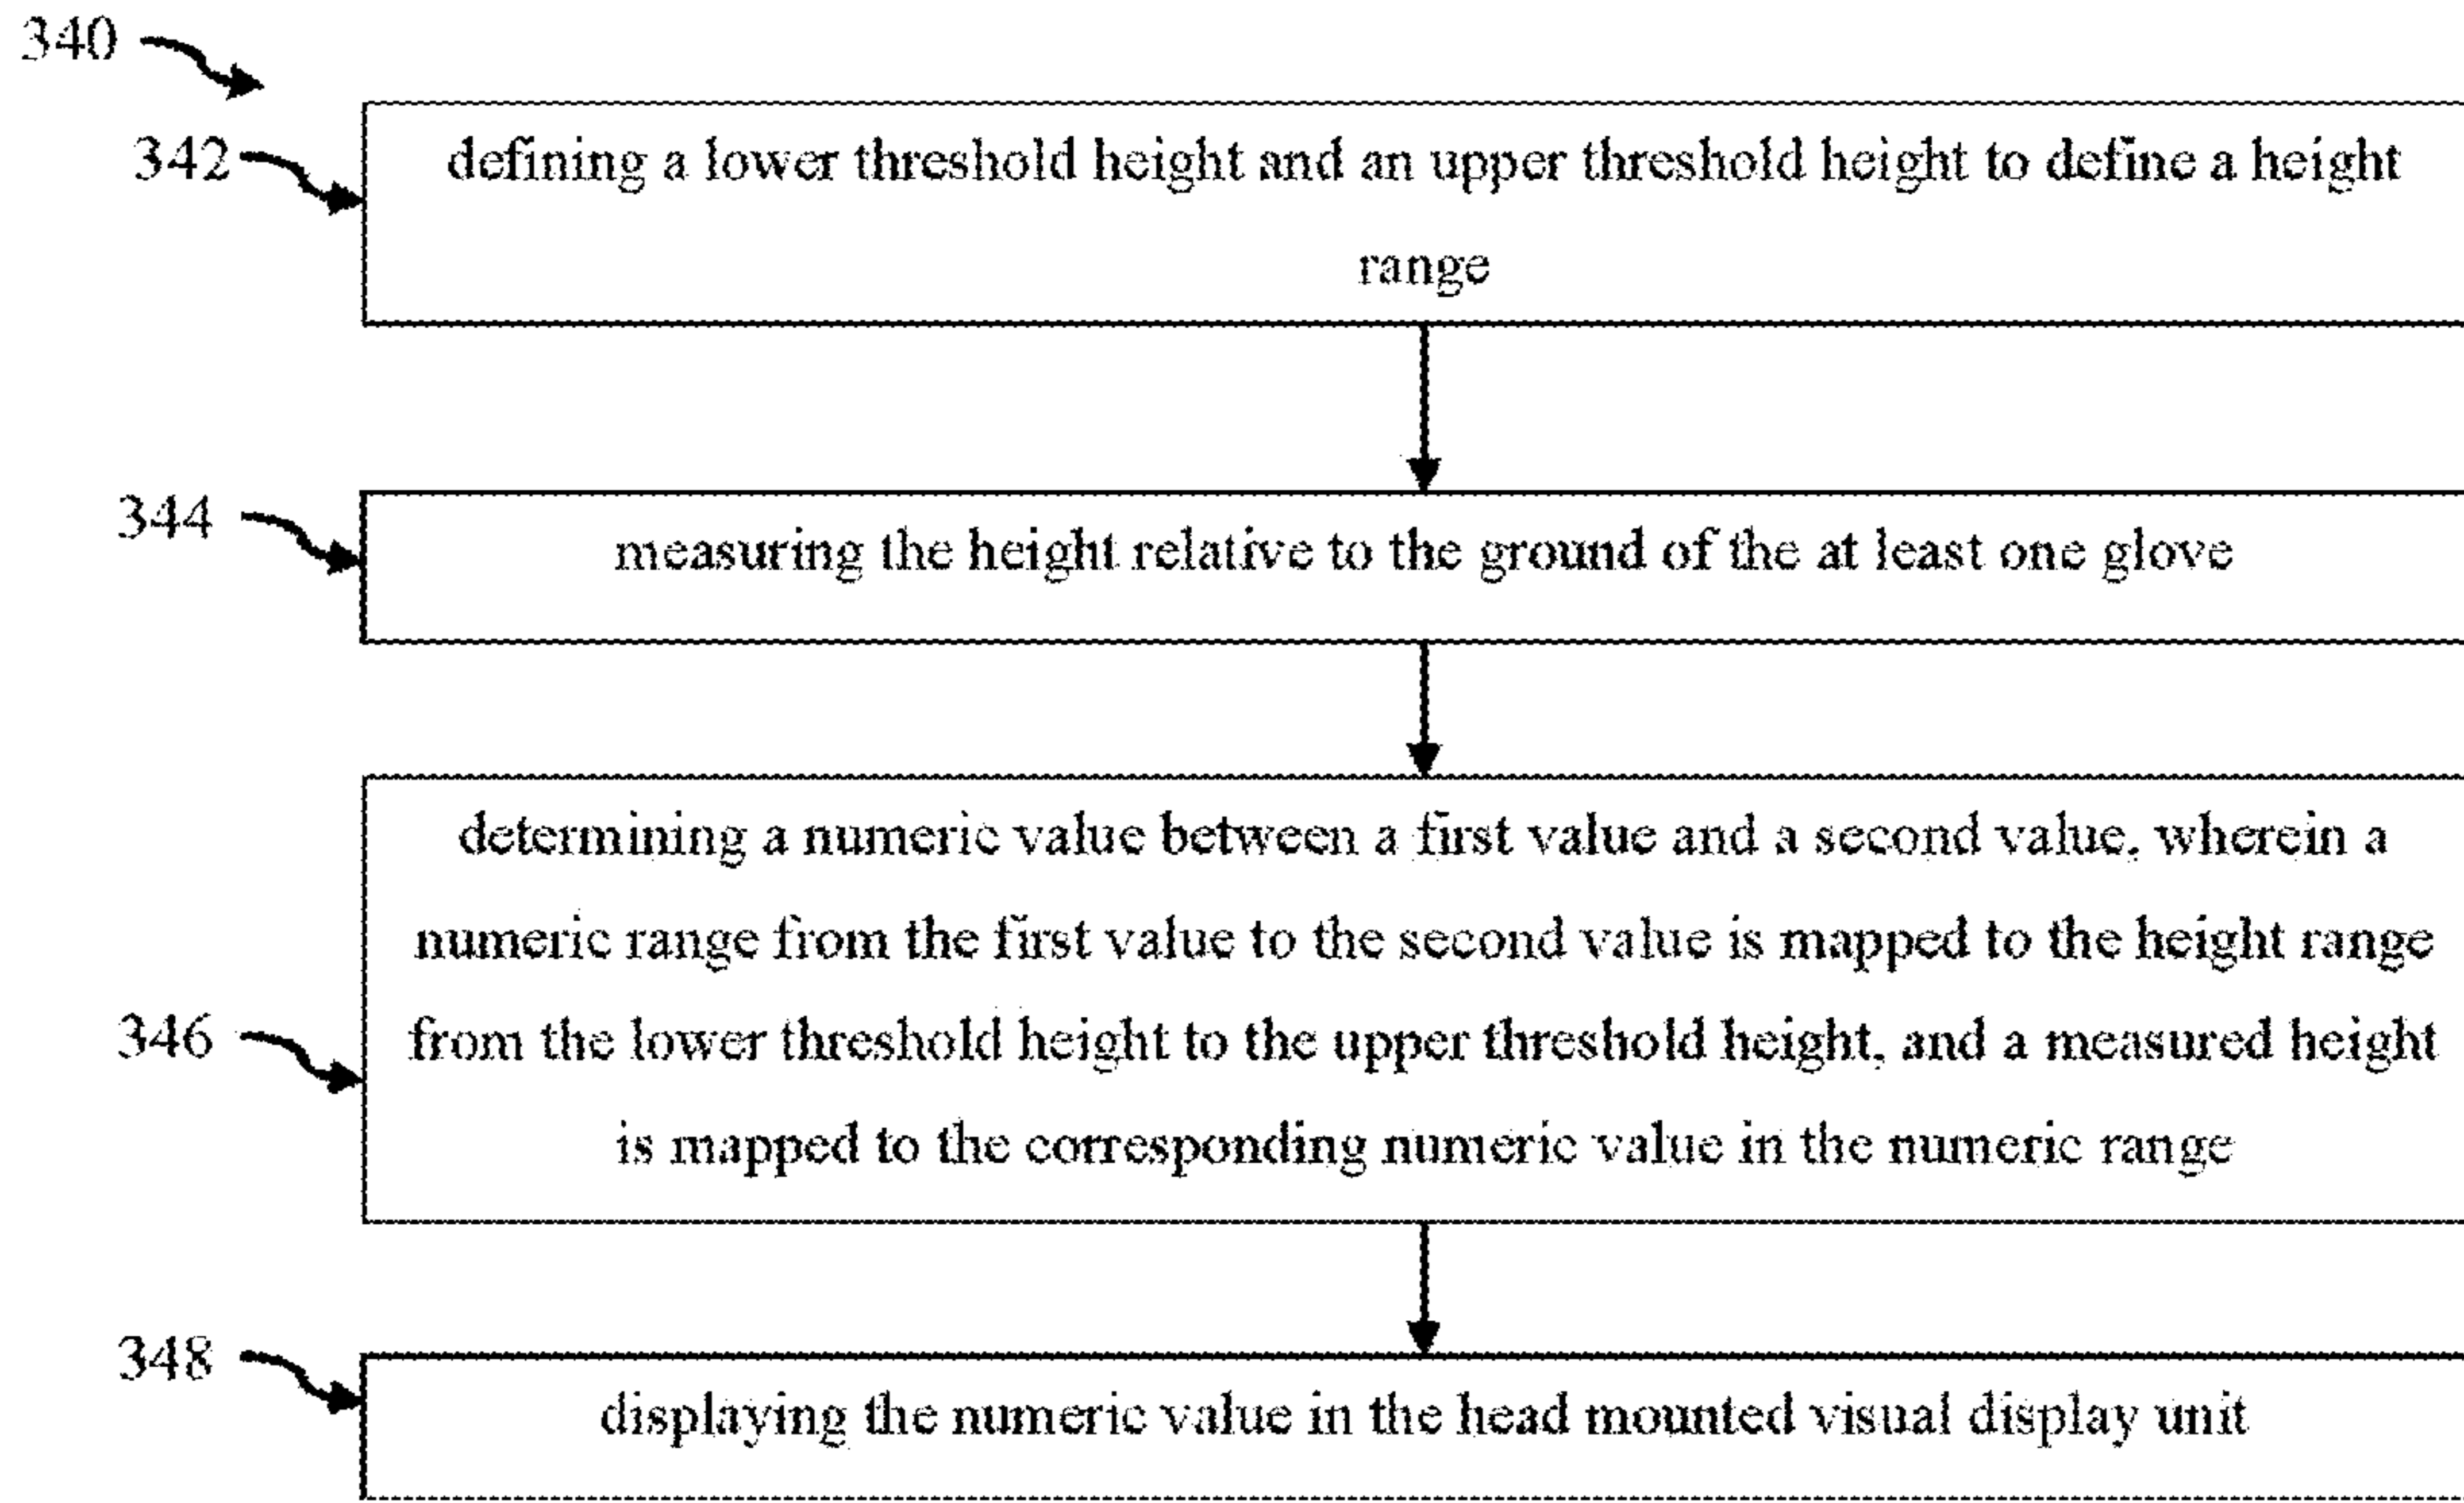 340
342
defining a lower threshold height and an upper threshold height to define a height
range
344
measuring the height relative to the ground of the at least one glove
determining a numeric value between a first value and a second value, wherein a
numeric range from the first value to the second value is mapped to the height range
346
from the lower threshold height to the upper threshold height, and a measured height
is mapped to the corresponding numeric value in the numeric range
348
displaying the numeric value in the head mounted visual display unit